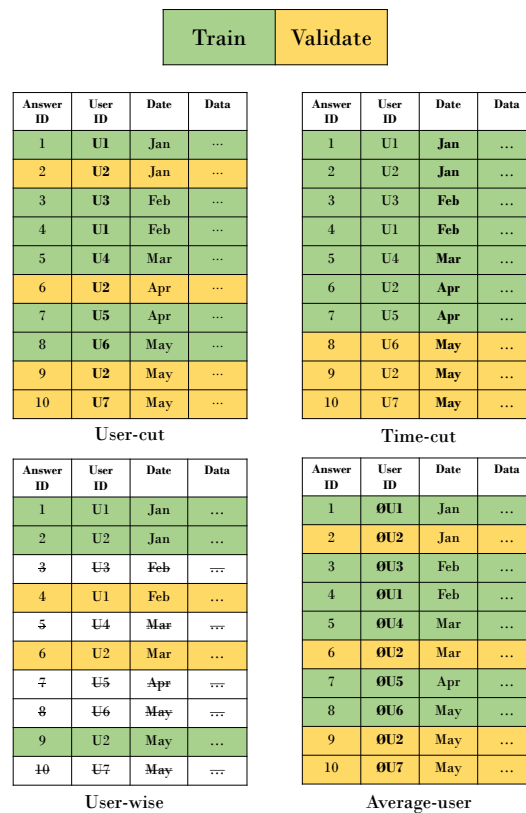 Train Validate
Answer ID User ID Date Data
1 U1 Jan ...
2 U2 Jan ...
3 U3 Feb ...
4 U1 Feb ...
5 U4 Mar ...
6 U2 Apr ...
7 U5 Apr ...
8 U6 May ...
9 U2 May ...
10 U7 May ...
User-cut
Answer ID User ID Date Data
1 U1 Jan ...
2 U2 Jan ...
3 U3 Feb ...
4 U1 Feb ...
5 U4 Mar ...
6 U2 Apr ...
7 U5 Apr ...
8 U6 May ...
9 U2 May ...
10 U7 May ...
Time-cut
Answer ID User ID Date Data
1 U1 Jan ...
2 U2 Jan ...
3 U3 Feb ...
4 U1 Feb ...
5 U4 Mar ...
6 U2 Mar ...
7 U5 Apr ...
8 U6 May ...
9 U2 May ...
10 U7 May ...
User-wise
Answer ID User ID Date Data
1 ØU1 Jan ...
2 ØU2 Jan ...
3 ØU3 Feb ...
4 ØU1 Feb ...
5 ØU4 Mar ...
6 ØU2 Mar ...
7 ØU5 Apr ...
8 ØU6 May ...
9 ØU2 May ...
10 ØU7 May ...
Average-user